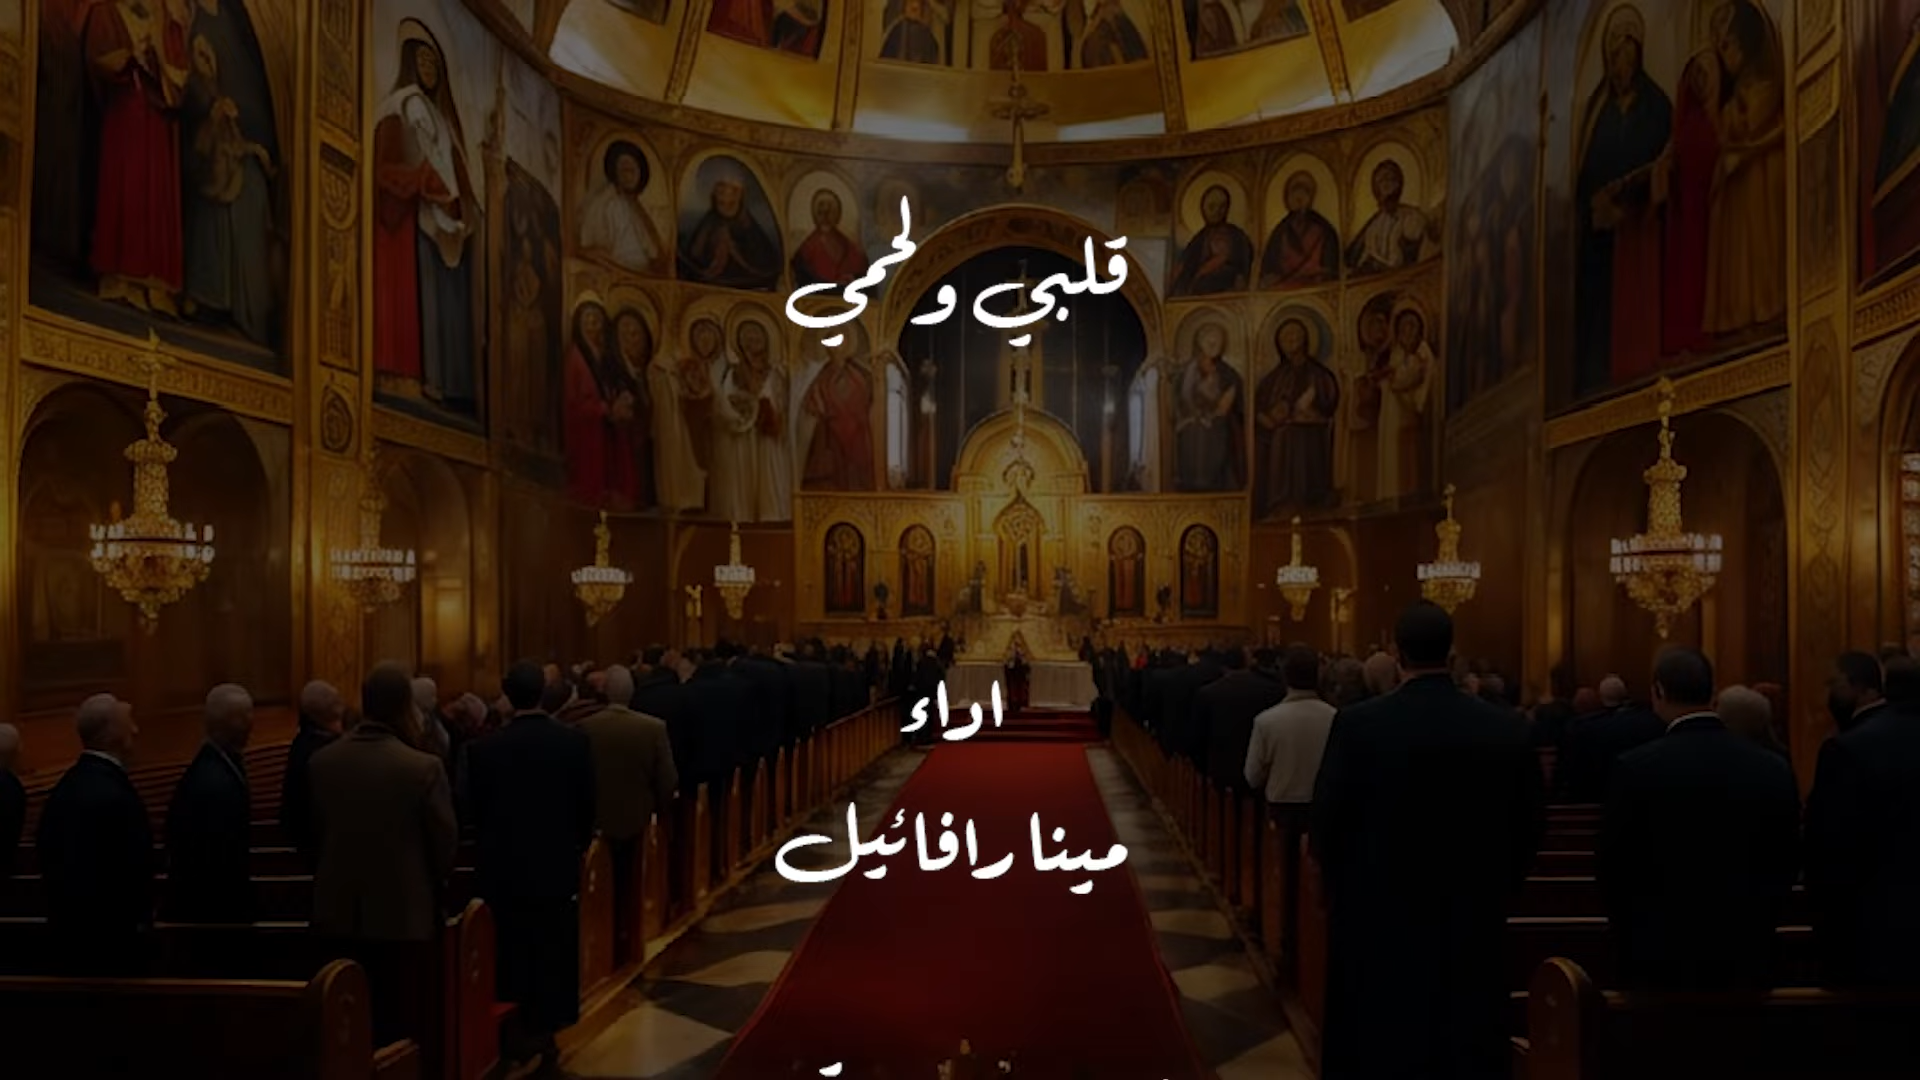 قلبي ولحمي
اداء
مينا رافائيل